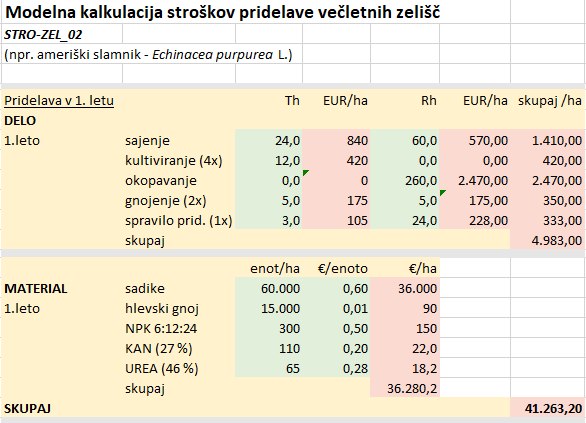 Modelna kalkulacija stroškov pridelave večletnih zelišč
STRO-ZEL_02
(npr. ameriški slamnik - Echinacea purpurea L.)
Pridelava v 1. letu Th EUR/ha Rh EUR/ha skupaj /ha
DELO
1.leto sajenje 24,0 840 60,0 570,00 1.410,00
kultiviranje (4x) 12,0 420 0,0 0,00 420,00
okopavanje 0,0 0 260,0 2.470,00 2.470,00
gnojenje (2x) 5,0 175 5,0 175,00 350,00
spravilo prid. (1x) 3,0 105 24,0 228,00 333,00
skupaj 4.983,00
enot/ha €/enoto €/ha
MATERIAL sadike 60.000 0,60 36.000
1.leto hlevski gnoj 15.000 0,01 90
NPK 6:12:24 300 0,50 150
KAN (27 %) 110 0,20 22,0
UREA (46 %) 65 0,28 18,2
skupaj 36.280,2
SKUPAJ 41.263,20